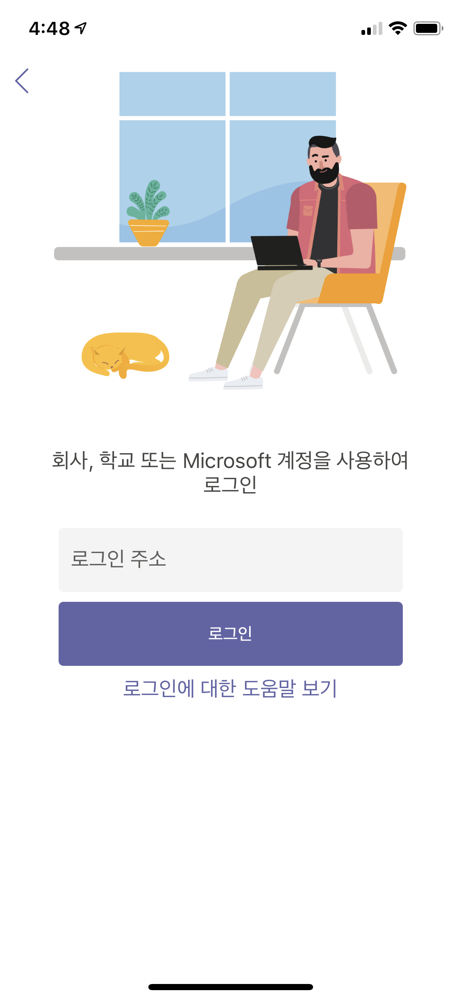 4:48
회사, 학교 또는 Microsoft 계정을 사용하여
로그인
로그인 주소
로그인
로그인에 대한 도움말 보기